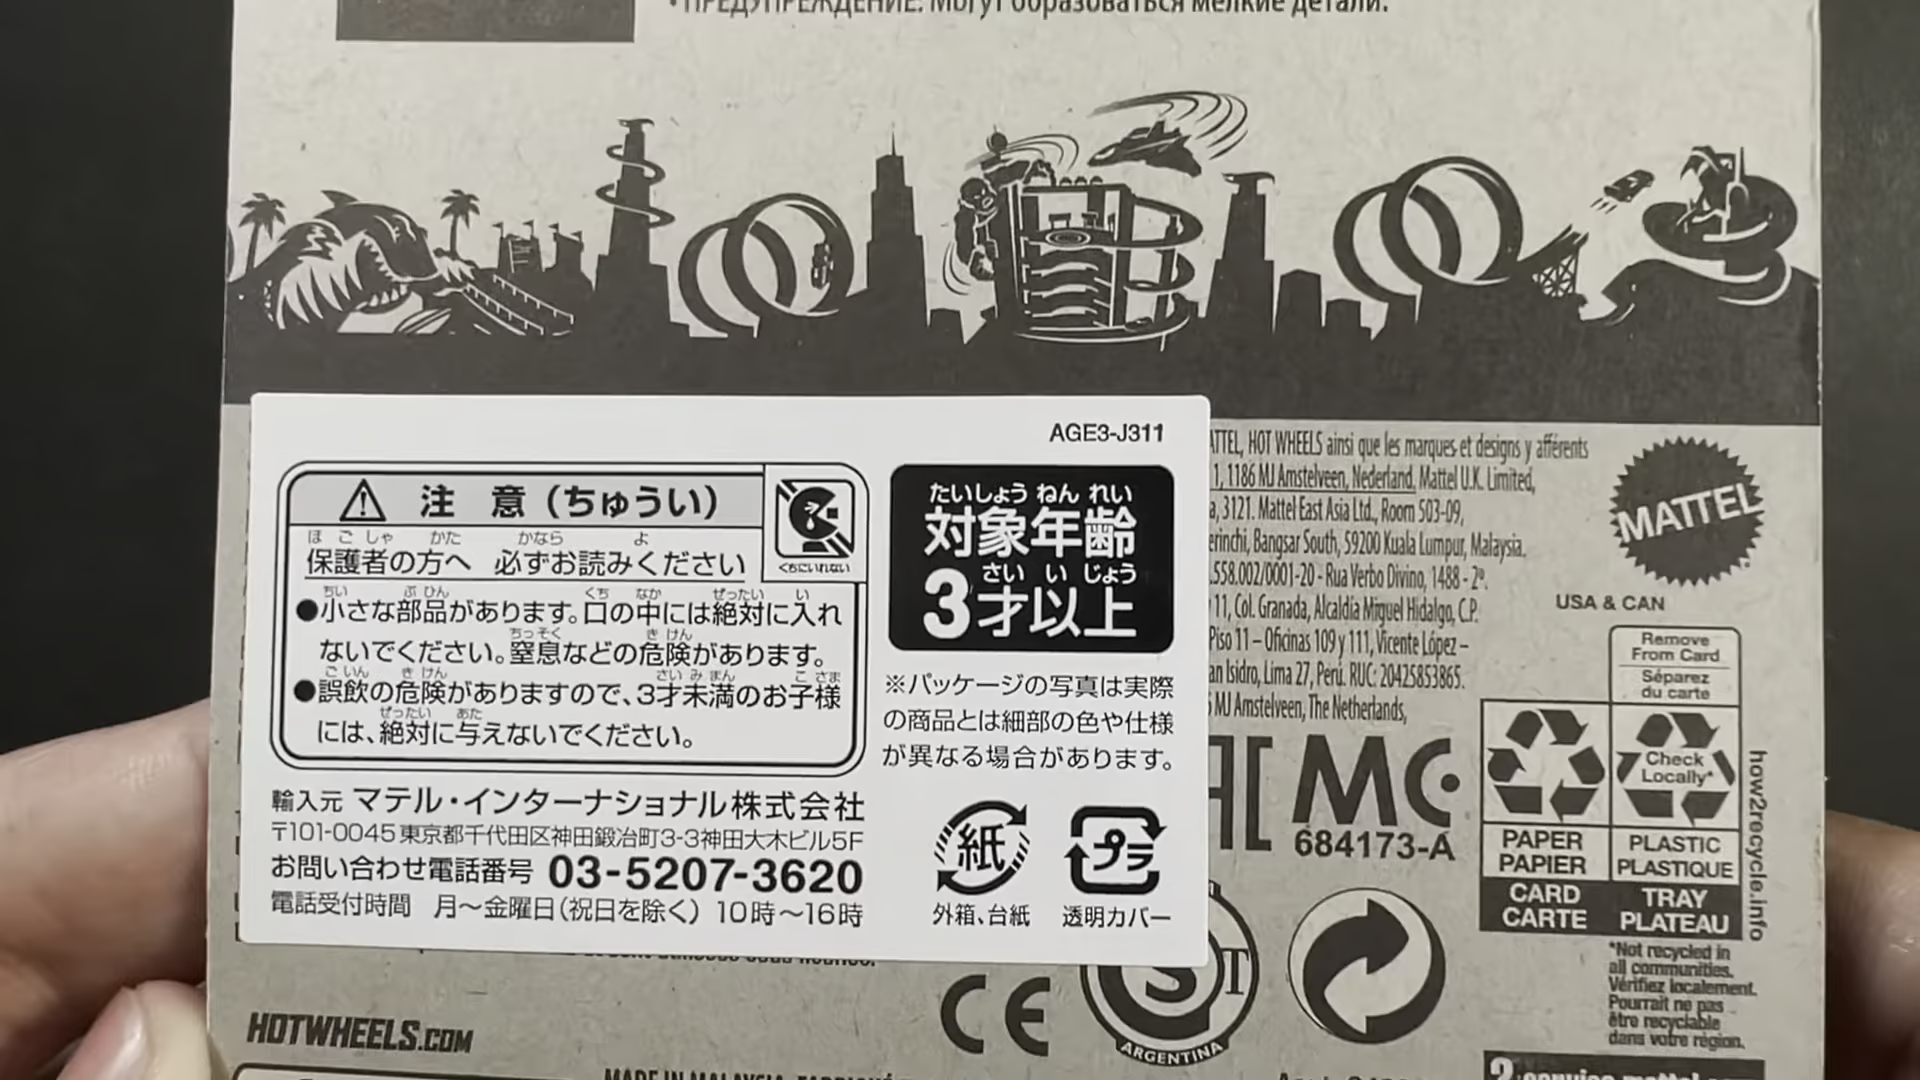 • ПРЕДУПРЕЖДЕНИЕ. Могут образоваться мелкие детали.
AGE3-J311
注 意（ちゅうい）
くちにいれない
ほ ご しゃ かた かなら よ
保護者の方へ 必ずお読みください
ちい ぶ ひん くち なか ぜったい い
●小さな部品があります。口の中には絶対に入れ
ちっそく き けん
ないでください。窒息などの危険があります。
ご いん き けん さい み まん こ さま
●誤飲の危険がありますので、3才未満のお子様
ぜったい あた
には、絶対に与えないでください。
たいしょう ねん れい
対象年齢
さい い じょう
3才以上
※パッケージの写真は実際
の商品とは細部の色や仕様
が異なる場合があります。
輸入元 マテル・インターナショナル株式会社
〒101-0045 東京都千代田区神田鍛冶町3-3神田大木ビル5F
お問い合わせ電話番号 03-5207-3620
電話受付時間 月〜金曜日（祝日を除く）10時〜16時
紙
外箱、台紙
プラ
透明カバー
ATTEL, HOT WHEELS ainsi que les marques et designs y afférents
1, 1186 MJ Amstelveen, Nederland. Mattel U.K. Limited,
a, 3121. Mattel East Asia Ltd., Room 503-09,
erinchi, Bangsar South, 59200 Kuala Lumpur, Malaysia.
.558.002/0001-20 - Rua Verbo Divino, 1488 - 2º.
11, Col. Granada, Alcaldía Miguel Hidalgo, C.P.
Piso 11 – Oficinas 109 y 111, Vicente López –
an Isidro, Lima 27, Perú. RUC: 20425853865.
MJ Amstelveen, The Netherlands,
MATTEL
USA & CAN
Remove
From Card
Séparez
du carte
Check
Locally*
PAPER
PAPIER
PLASTIC
PLASTIQUE
CARD
CARTE
TRAY
PLATEAU
how2recycle.info
*Not recycled in
all communities.
Vérifiez localement.
Pourrait ne pas
être recyclable
dans votre région.
MC
684173-A
CE
S T
ARGENTINA
HOTWHEELS.COM
MADE IN MALAYSIA.